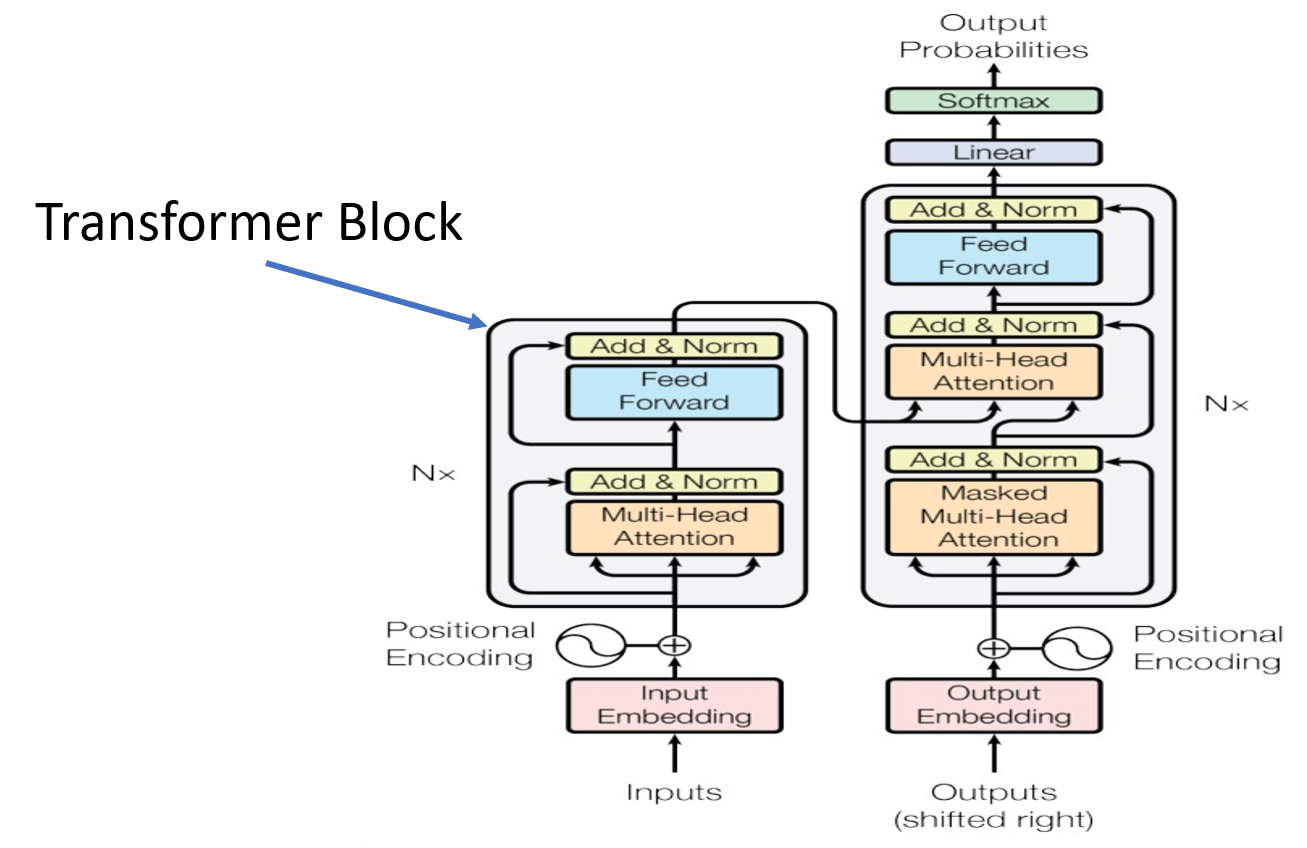 Output
Probabilities
Softmax
Linear
Add & Norm
Feed
Forward
Add & Norm
Multi-Head
Attention
Nx
Add & Norm
Masked
Multi-Head
Attention
Positional
Encoding
Output
Embedding
Outputs
(shifted right)
Transformer Block
Add & Norm
Feed
Forward
Nx
Add & Norm
Multi-Head
Attention
Positional
Encoding
Input
Embedding
Inputs